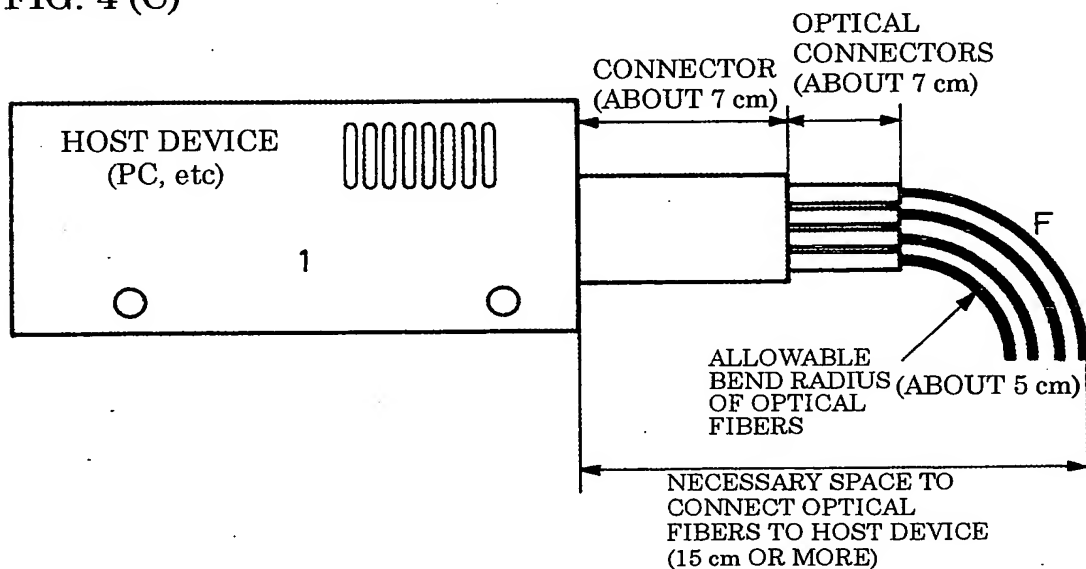 FIG. 4 (C)
OPTICAL
CONNECTORS
(ABOUT 7 cm)
CONNECTOR
(ABOUT 7 cm)
HOST DEVICE
(PC, etc)
1
F
ALLOWABLE
BEND RADIUS
OF OPTICAL
FIBERS
(ABOUT 5 cm)
NECESSARY SPACE TO
CONNECT OPTICAL
FIBERS TO HOST DEVICE
(15 cm OR MORE)